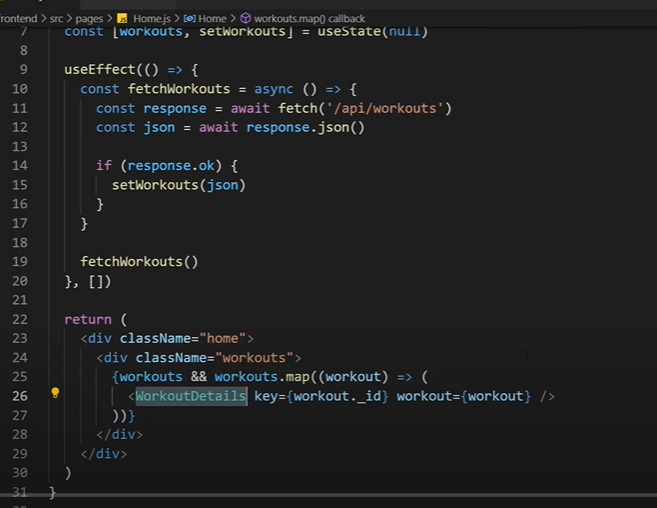 frontend > src > pages > JS Home.js > Home > workouts.map() callback
7 const [workouts, setWorkouts] = useState(null)
8
9 useEffect(() => {
10 const fetchWorkouts = async () => {
11 const response = await fetch('/api/workouts')
12 const json = await response.json()
13
14 if (response.ok) {
15 setWorkouts(json)
16 }
17 }
18
19 fetchWorkouts()
20 }, [])
21
22 return (
23 <div className="home">
24 <div className="workouts">
25 {workouts && workouts.map((workout) => (
26 <WorkoutDetails key={workout._id} workout={workout} />
27 ))}
28 </div>
29 </div>
30 )
31 }